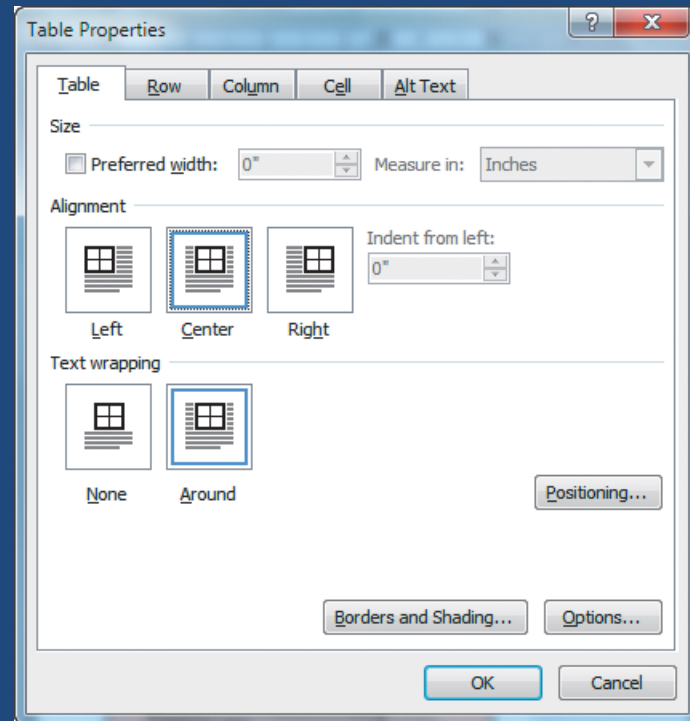 Table Properties
? X
Table Row Column Cell Alt Text
Size
Preferred width: 0" Measure in: Inches
Alignment
Indent from left:
0"
Left Center Right
Text wrapping
None Around
Positioning...
Borders and Shading... Options...
OK Cancel